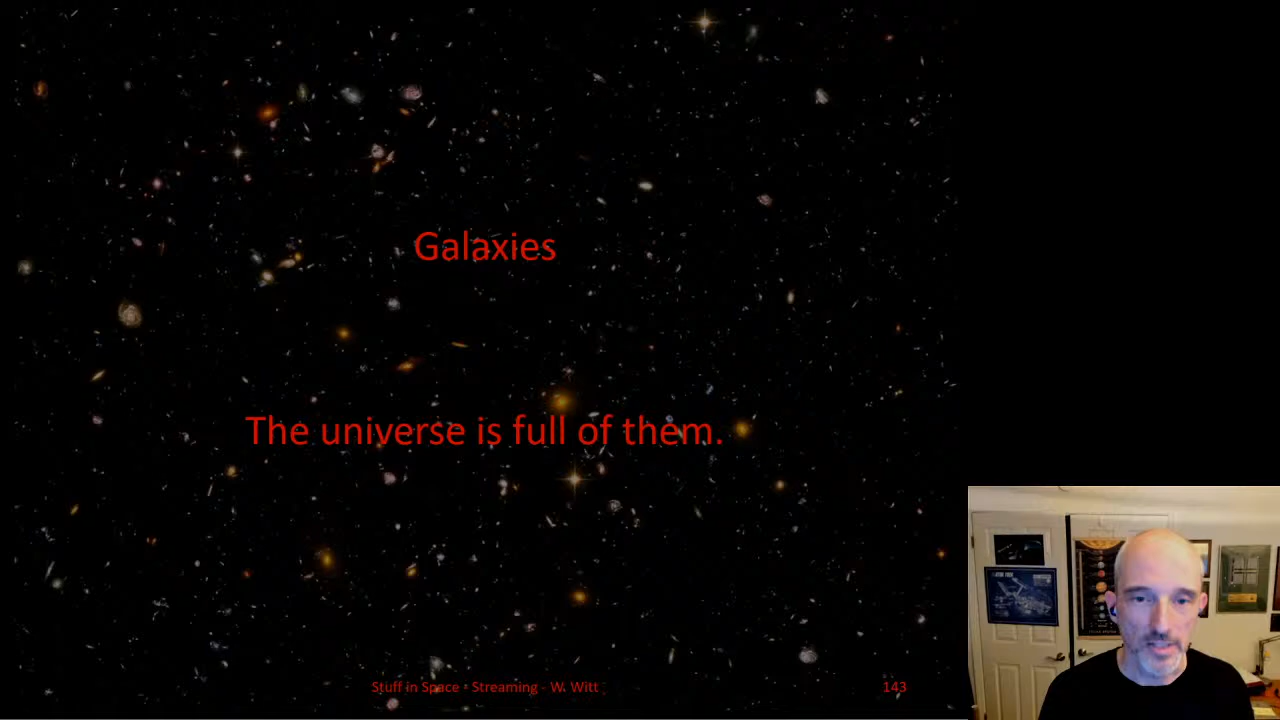 Galaxies
The universe is full of them.
Stuff in Space - Streaming - W. Witt
143